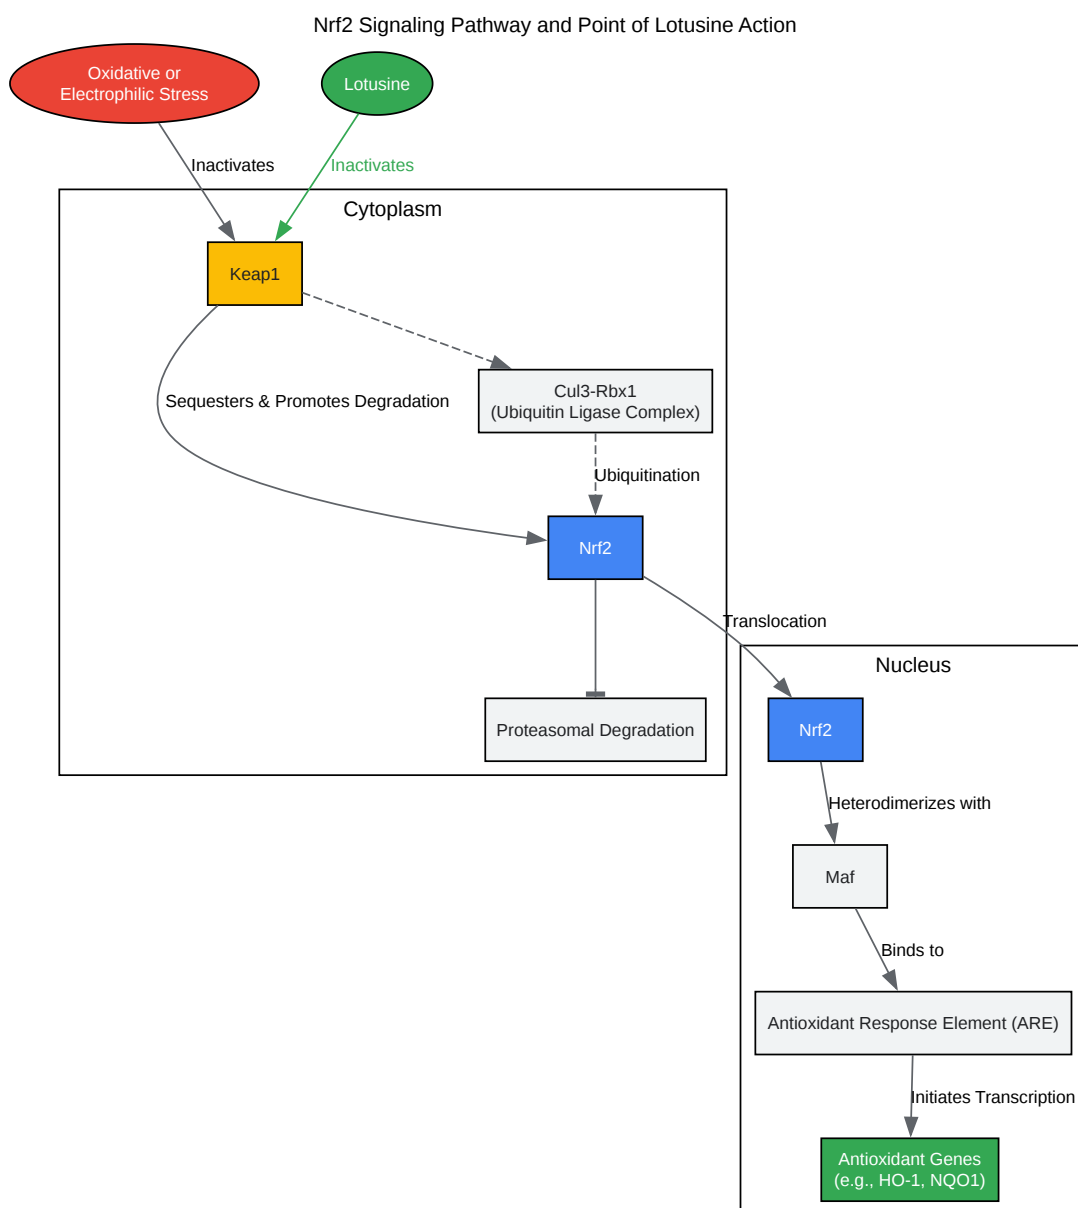 Nrf2 Signaling Pathway and Point of Lotusine Action
Oxidative or
Electrophilic Stress
Lotusine
Inactivates
Inactivates
Cytoplasm
Keap1
Sequesters & Promotes Degradation
Cul3-Rbx1
(Ubiquitin Ligase Complex)
Ubiquitination
Nrf2
Translocation
Proteasomal Degradation
Nucleus
Nrf2
Heterodimerizes with
Maf
Binds to
Antioxidant Response Element (ARE)
Initiates Transcription
Antioxidant Genes
(e.g., HO-1, NQO1)